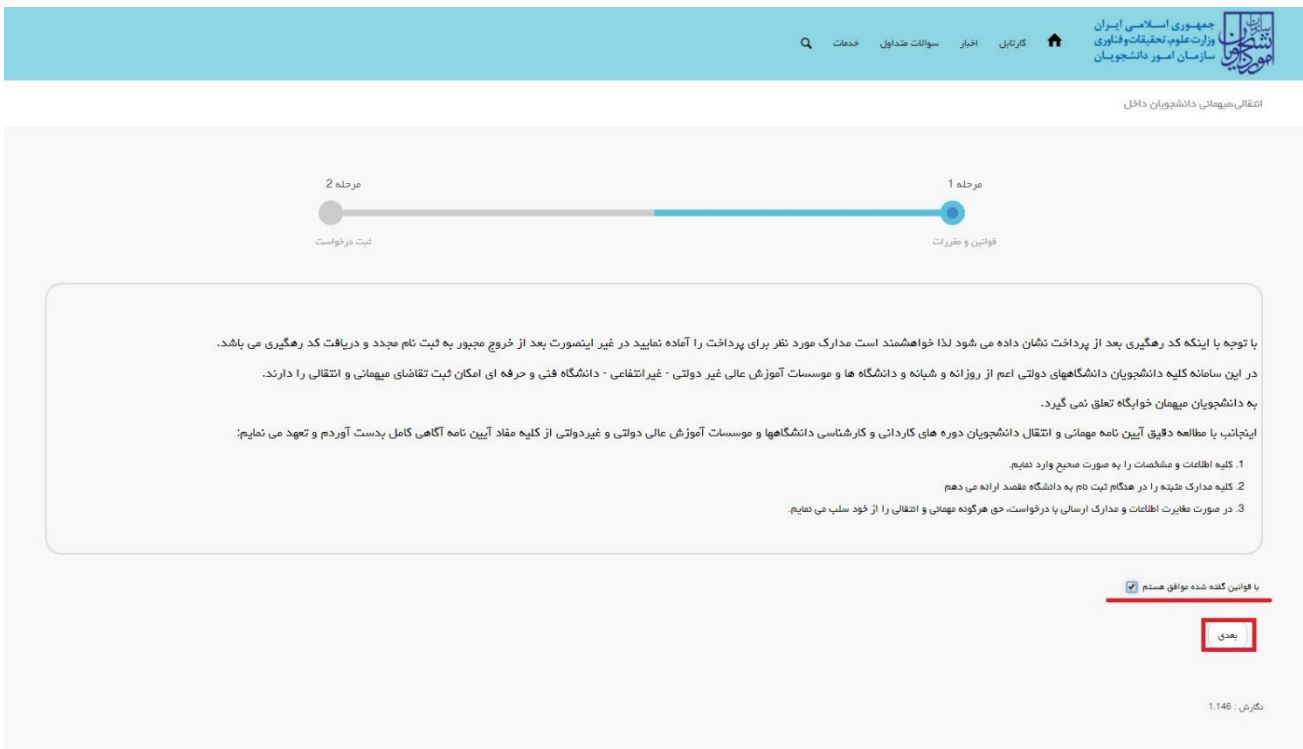 جمهوری اسلامی ایران
وزارت علوم، تحقیقات و فناوری
سازمان امور دانشجویان
کارتابل اخبار سوالات متداول خدمات
انتقالی،میهمانی دانشجویان داخل
مرحله 1
مرحله 2
قوانین و مقررات
ثبت درخواست
با توجه با اینکه کد رهگیری بعد از پرداخت نشان داده می شود لذا خواهشمند است مدارک مورد نظر برای پرداخت را آماده نمایید در غیر اینصورت بعد از خروج مجبور به ثبت نام مجدد و دریافت کد رهگیری می باشد.
در این سامانه کلیه دانشجویان دانشگاههای دولتی اعم از روزانه و شبانه و دانشگاه ها و موسسات آموزش عالی غیر دولتی - غیرانتفاعی - دانشگاه فنی و حرفه ای امکان ثبت تقاضای میهمانی و انتقالی را دارند.
به دانشجویان میهمان خوابگاه تعلق نمی گیرد.
اینجانب با مطالعه دقیق آیین نامه مهمانی و انتقال دانشجویان دوره های کاردانی و کارشناسی دانشگاهها و موسسات آموزش عالی دولتی و غیردولتی از کلیه مفاد آیین نامه آگاهی کامل بدست آوردم و تعهد می نمایم:
1. کلیه اطلاعات و مشخصات را به صورت صحیح وارد نمایم.
2. کلیه مدارک مثبته را در هنگام ثبت نام به دانشگاه مقصد ارائه می دهم
3. در صورت مغایرت اطلاعات و مدارک ارسالی با درخواست، حق هرگونه مهمانی و انتقالی را از خود سلب می نمایم.
با قوانین گفته شده موافق هستم
بعدی
نگارش : 1.146